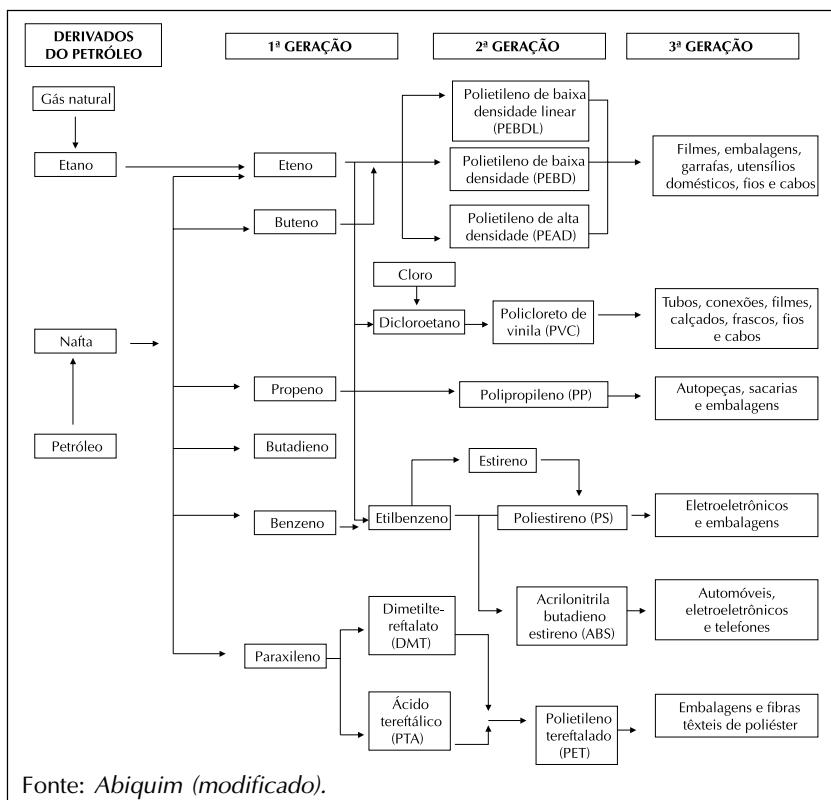 DERIVADOS
DO PETRÓLEO
1ª GERAÇÃO
2ª GERAÇÃO
3ª GERAÇÃO
Gás natural
Etano
Eteno
Buteno
Polietileno de baixa
densidade linear
(PEBDL)
Polietileno de baixa
densidade (PEBD)
Polietileno de alta
densidade (PEAD)
Filmes, embalagens,
garrafas, utensílios
domésticos, fios e cabos
Cloro
Dicloroetano
Policloreto de
vinila (PVC)
Tubos, conexões, filmes,
calçados, frascos, fios
e cabos
Nafta
Petróleo
Propeno
Polipropileno (PP)
Autopeças, sacarias
e embalagens
Butadieno
Estireno
Benzeno
Etilbenzeno
Poliestireno (PS)
Eletroeletrônicos
e embalagens
Acrilonitrila
butadieno
estireno (ABS)
Automóveis,
eletroeletrônicos
e telefones
Paraxileno
Dimetilte-
reftalato
(DMT)
Ácido
tereftálico
(PTA)
Polietileno
tereftalado
(PET)
Embalagens e fibras
têxteis de poliéster
Fonte: Abiquim (modificado).